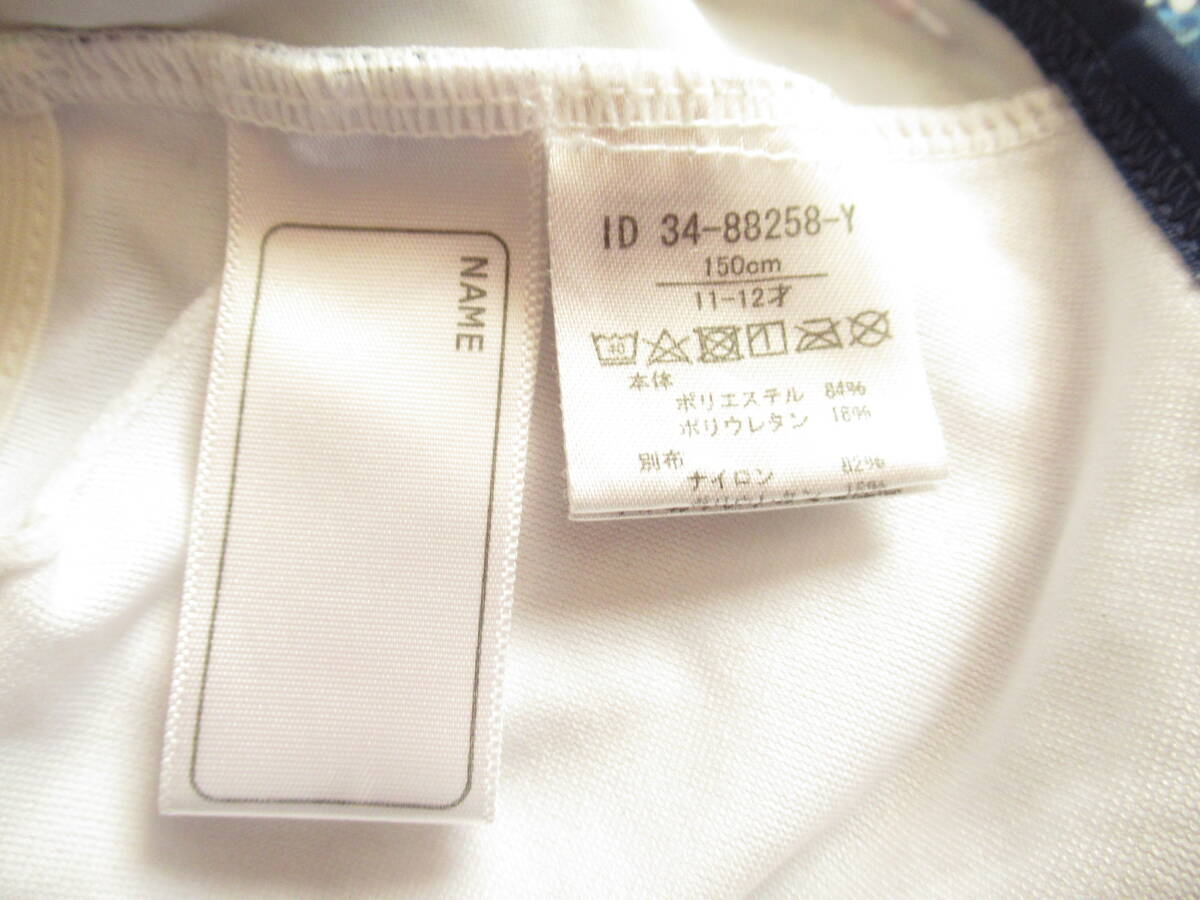 NAME
ID 34-88258-Y
150cm
11-12才
40
本体
ポリエステル 84%
ポリウレタン 16%
別布
ナイロン 82%